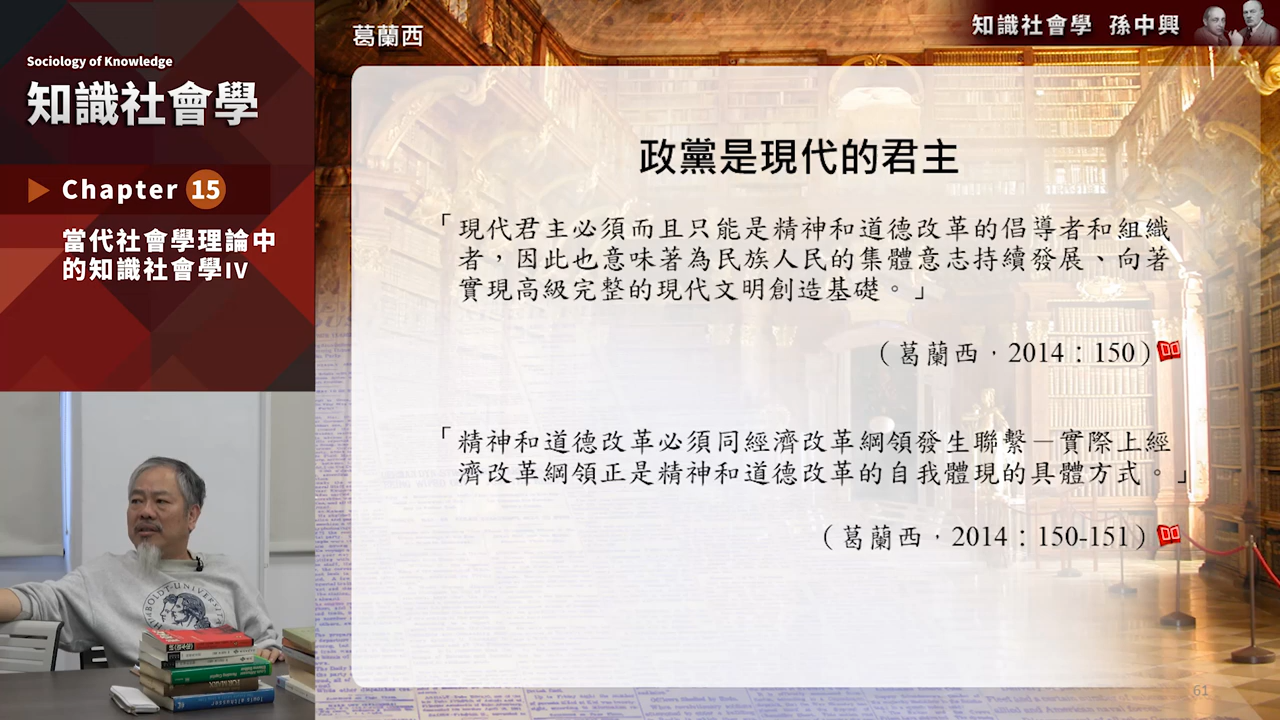 Sociology of Knowledge
知識社會學
Chapter 15
當代社會學理論中
的知識社會學IV
葛蘭西
知識社會學 孫中興
政黨是現代的君主
「現代君主必須而且只能是精神和道德改革的倡導者和組織
者，因此也意味著為民族人民的集體意志持續發展、向著
實現高級完整的現代文明創造基礎。」
（葛蘭西，2014：150）
「精神和道德改革必須同經濟改革綱領發生聯繫——實際上經
濟改革綱領正是精神和道德改革的自我體現的具體方式。」
（葛蘭西，2014：150-151）
61